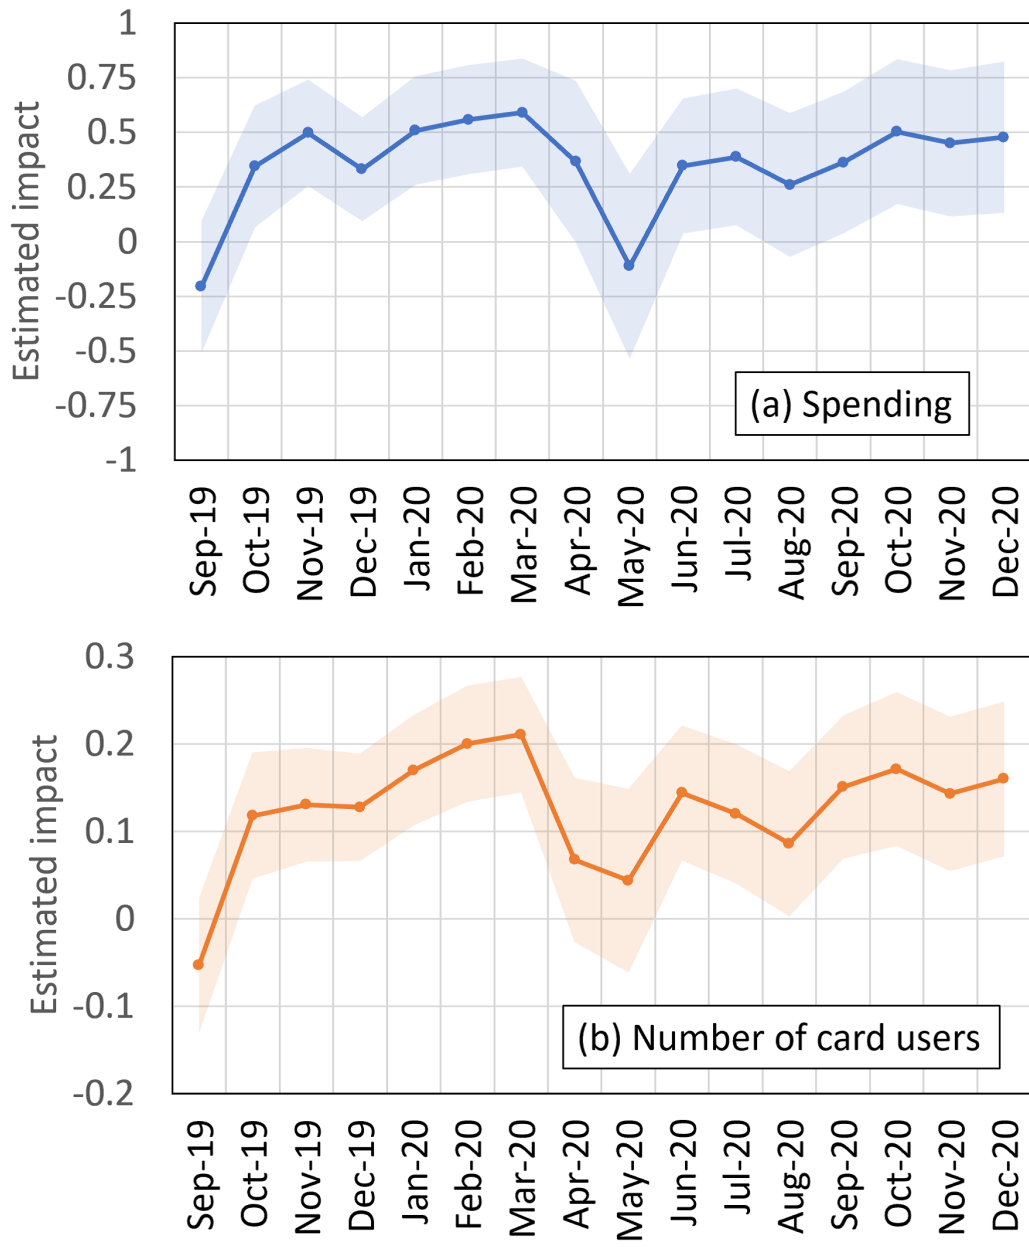 Estimated impact
1
0.75
0.5
0.25
0
-0.25
-0.5
-0.75
-1
(a) Spending
Sep-19
Oct-19
Nov-19
Dec-19
Jan-20
Feb-20
Mar-20
Apr-20
May-20
Jun-20
Jul-20
Aug-20
Sep-20
Oct-20
Nov-20
Dec-20
Estimated impact
0.3
0.2
0.1
0
-0.1
-0.2
(b) Number of card users
Sep-19
Oct-19
Nov-19
Dec-19
Jan-20
Feb-20
Mar-20
Apr-20
May-20
Jun-20
Jul-20
Aug-20
Sep-20
Oct-20
Nov-20
Dec-20